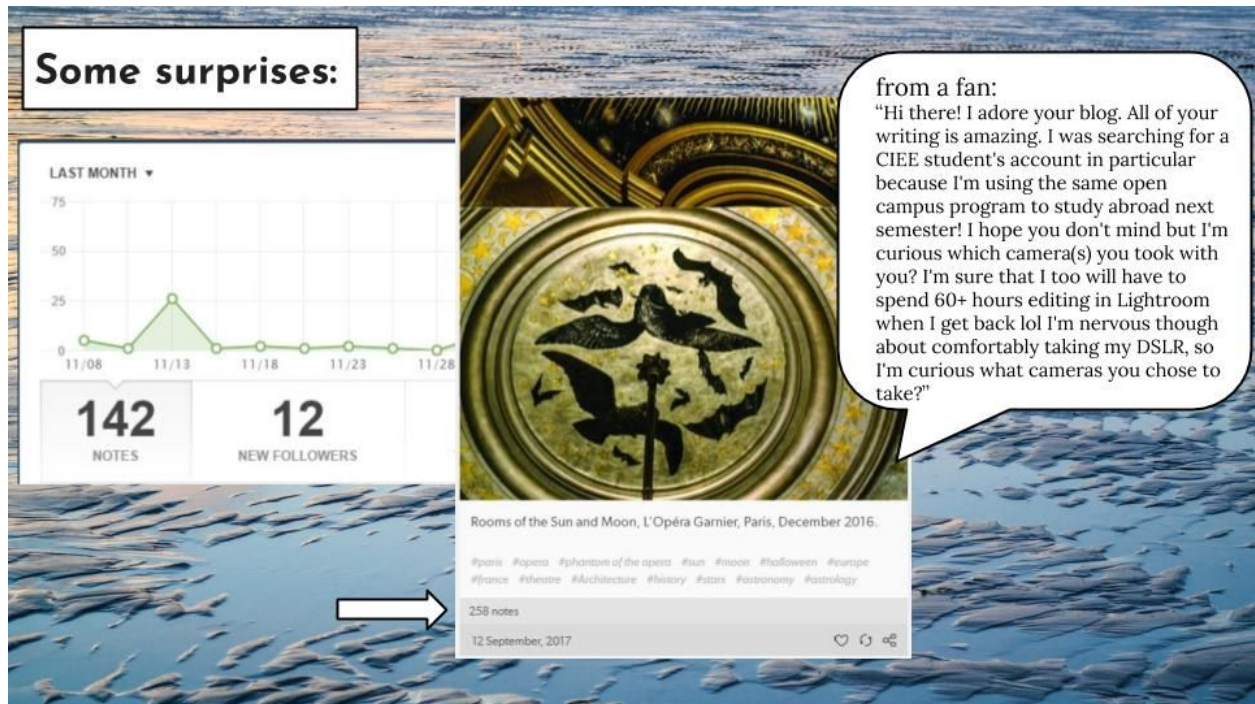 Some surprises:
LAST MONTH ▼
75
50
25
0
11/08 11/13 11/18 11/23 11/28
142
NOTES
12
NEW FOLLOWERS
Rooms of the Sun and Moon, L'Opéra Garnier, Paris, December 2016.
#paris #opera #phantom of the opera #sun #moon #halloween #europe
#france #theatre #Architecture #history #stars #astronomy #astrology
258 notes
12 September, 2017
from a fan:
“Hi there! I adore your blog. All of your
writing is amazing. I was searching for a
CIEE student's account in particular
because I'm using the same open
campus program to study abroad next
semester! I hope you don't mind but I'm
curious which camera(s) you took with
you? I'm sure that I too will have to
spend 60+ hours editing in Lightroom
when I get back lol I'm nervous though
about comfortably taking my DSLR, so
I'm curious what cameras you chose to
take?”